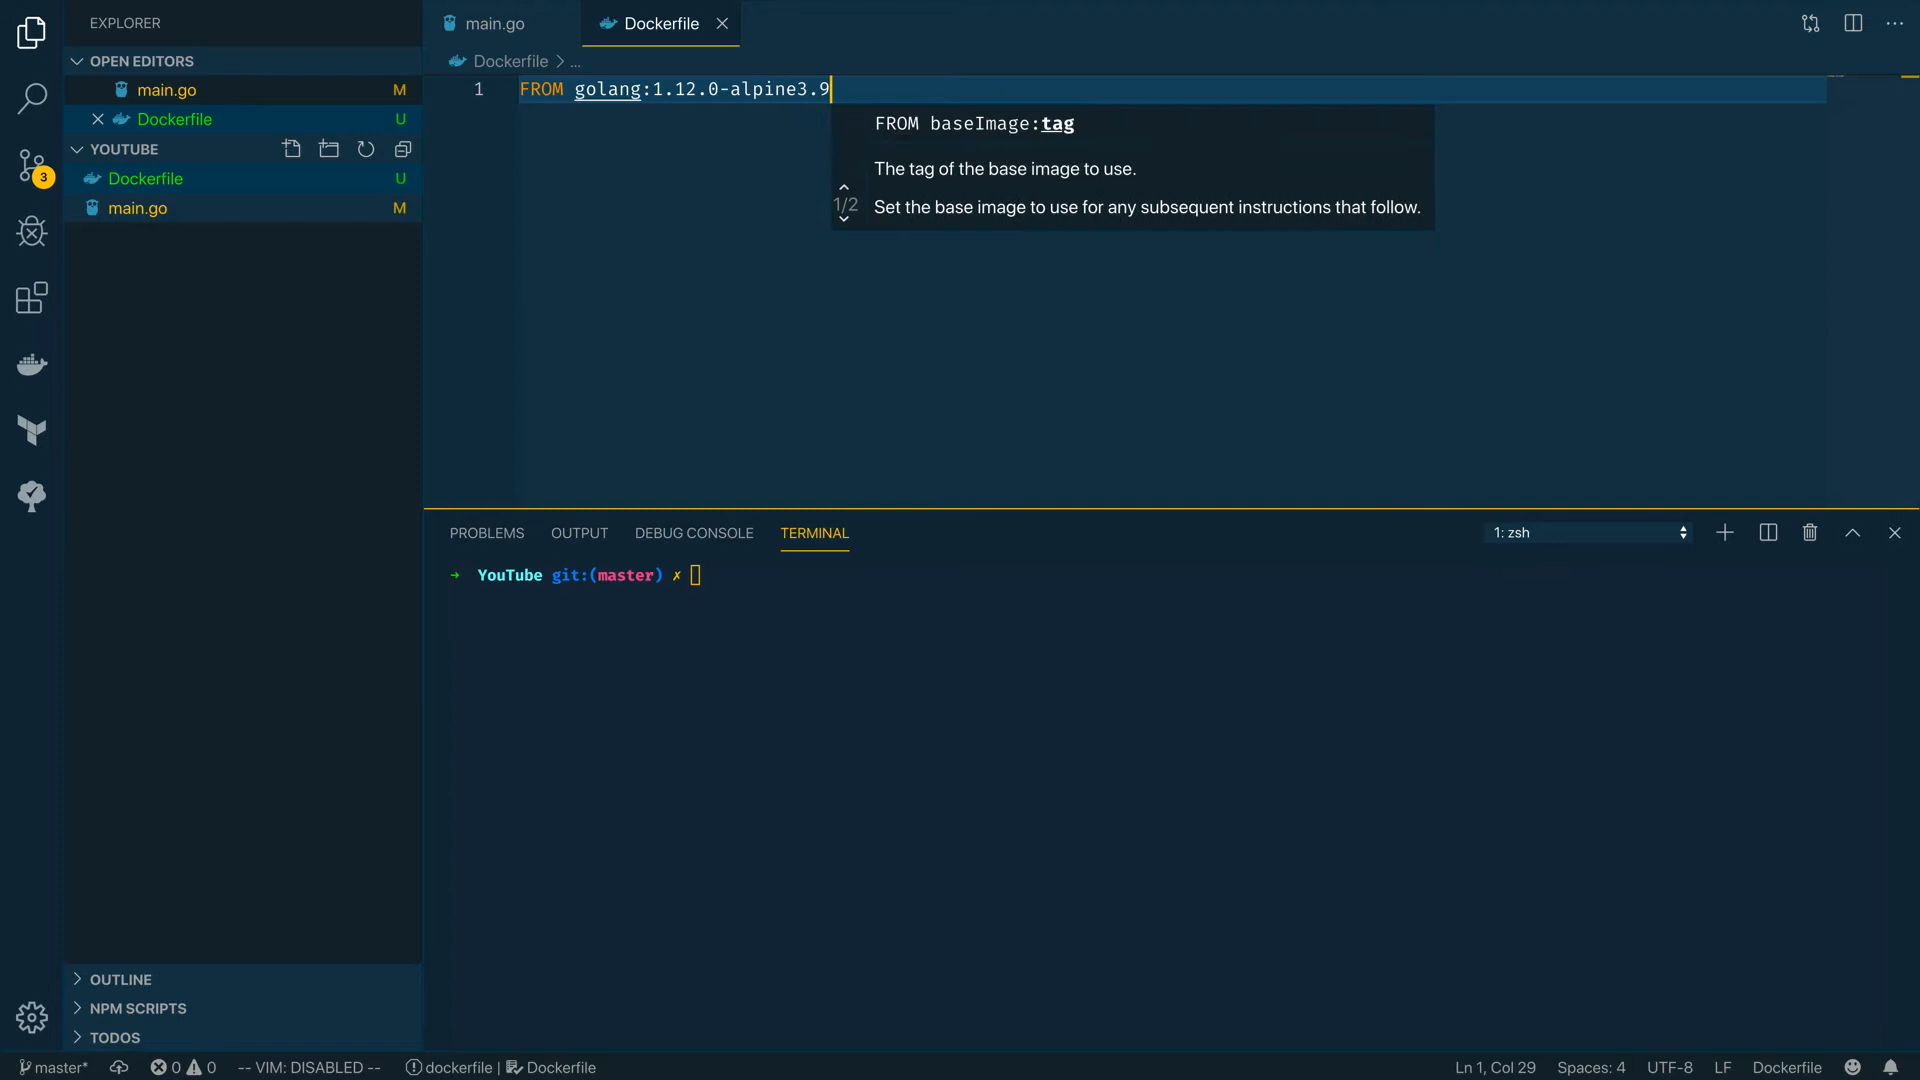 EXPLORER
OPEN EDITORS
main.go M
Dockerfile U
YOUTUBE
Dockerfile U
main.go M
3
OUTLINE
NPM SCRIPTS
TODOS
main.go
Dockerfile
Dockerfile > ...
1 FROM golang:1.12.0-alpine3.9
FROM baseImage:tag
The tag of the base image to use.
1/2 Set the base image to use for any subsequent instructions that follow.
PROBLEMS OUTPUT DEBUG CONSOLE TERMINAL 1: zsh
→ YouTube git:(master) ✗
master* 0 0 -- VIM: DISABLED -- dockerfile | Dockerfile Ln 1, Col 29 Spaces: 4 UTF-8 LF Dockerfile